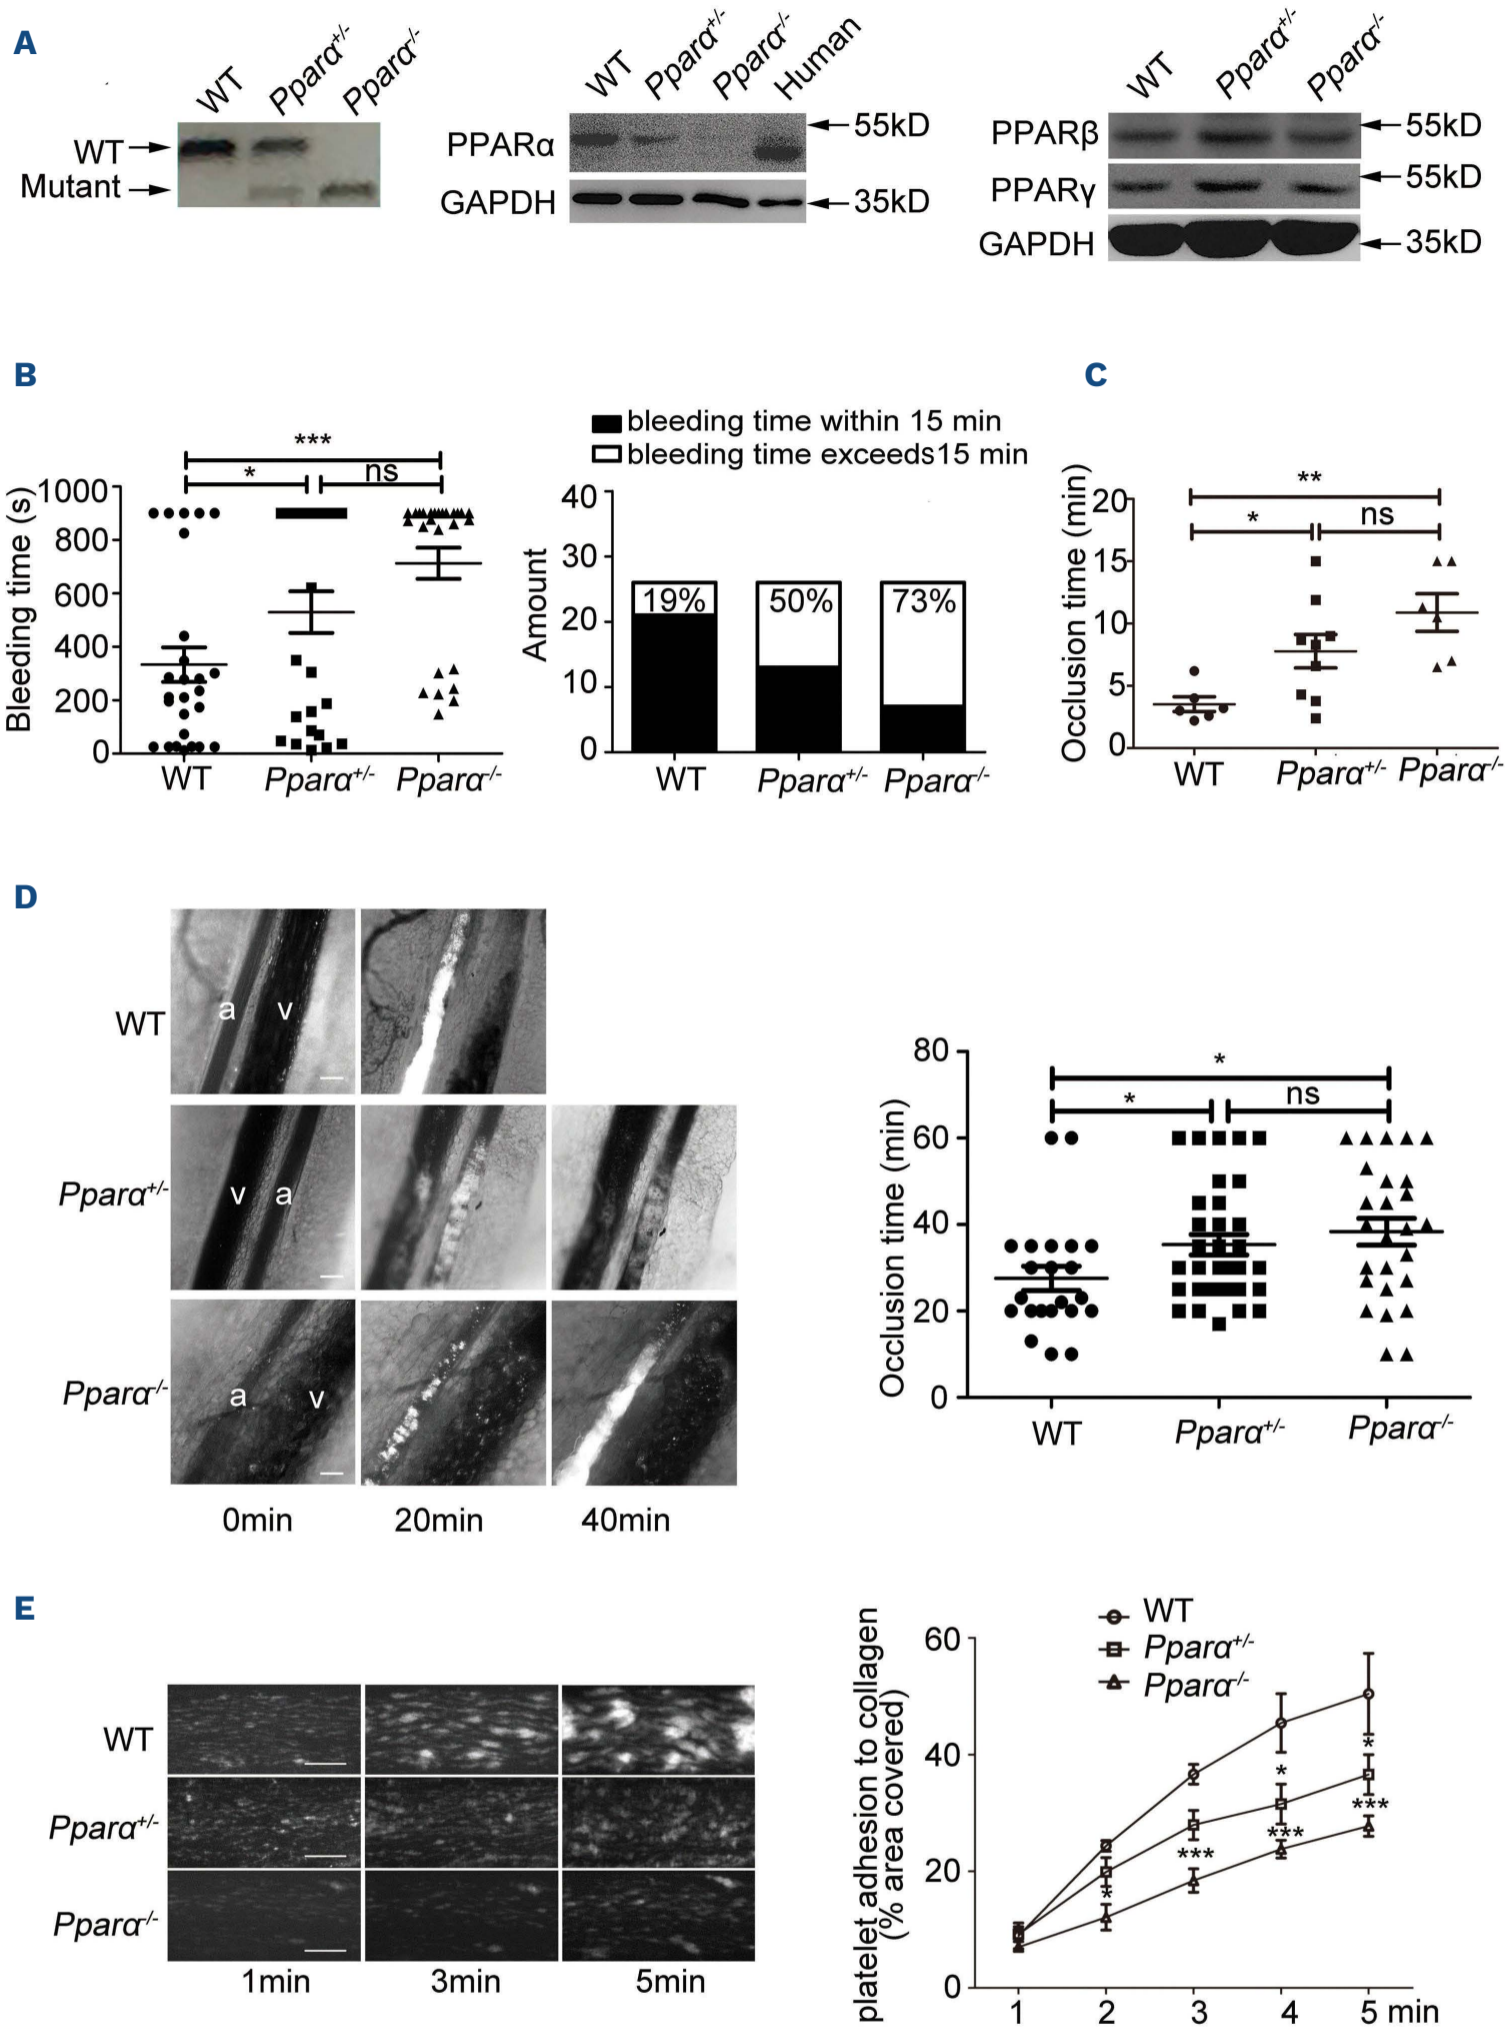 A
WT
Pparα+/-
Pparα-/-
WT
Mutant
WT
Pparα+/-
Pparα-/-
Human
PPARα
55kD
GAPDH
35kD
WT
Pparα+/-
Pparα-/-
PPARβ
55kD
PPARγ
55kD
GAPDH
35kD
B
Bleeding time (s)
***
*
ns
1000
800
600
400
200
0
WT
Pparα+/-
Pparα-/-
bleeding time within 15 min
bleeding time exceeds15 min
Amount
40
30
20
10
0
19%
50%
73%
WT
Pparα+/-
Pparα-/-
C
Occlusion time (min)
**
*
ns
20
15
10
5
0
WT
Pparα+/-
Pparα-/-
D
WT
a
v
Pparα+/-
v
a
Pparα-/-
a
v
0min
20min
40min
Occlusion time (min)
*
*
ns
80
60
40
20
0
WT
Pparα+/-
Pparα-/-
E
WT
Pparα+/-
Pparα-/-
1min
3min
5min
platelet adhesion to collagen
(% area covered)
WT
Pparα+/-
Pparα-/-
60
40
20
0
*
***
*
***
*
***
1
2
3
4
5 min